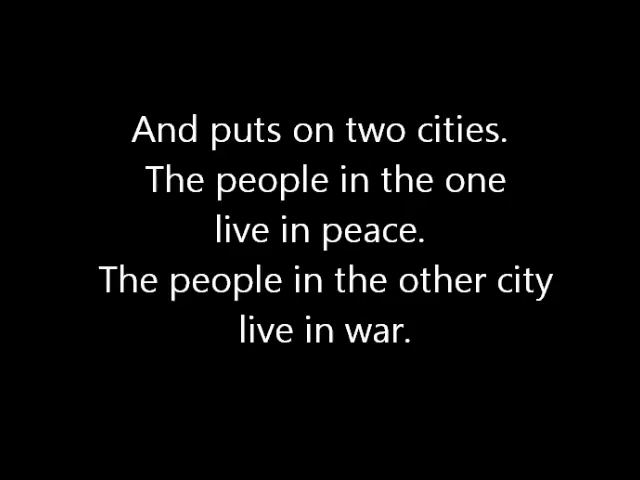 And puts on two cities.
The people in the one
live in peace.
The people in the other city
live in war.